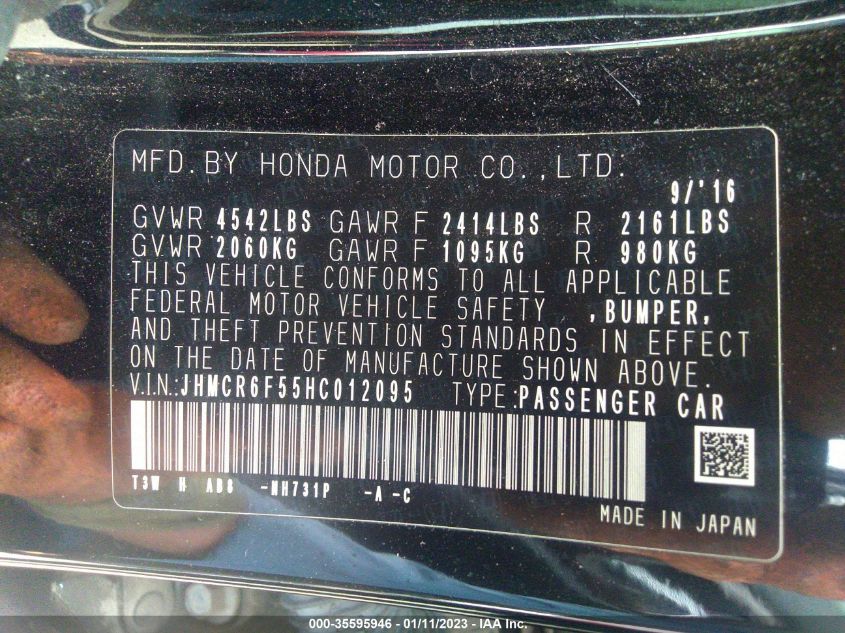 MFD.BY HONDA MOTOR CO.,LTD:
9/'16
GVWR 4542LBS GAWR F 2414LBS R 2161LBS
GVWR 2060KG GAWR F 1095KG R 980KG
THIS VEHICLE CONFORMS TO ALL APPLICABLE
FEDERAL MOTOR VEHICLE SAFETY ,BUMPER,
AND THEFT PREVENTION STANDARDS IN EFFECT
ON THE DATE OF MANUFACTURE SHOWN ABOVE.
V.I.N.:JHMCR6F55HC012095 TYPE:PASSENGER CAR
T3W H ABS -NH731P -A -C
MADE IN JAPAN
000-35595946 - 01/11/2023 - IAA Inc.